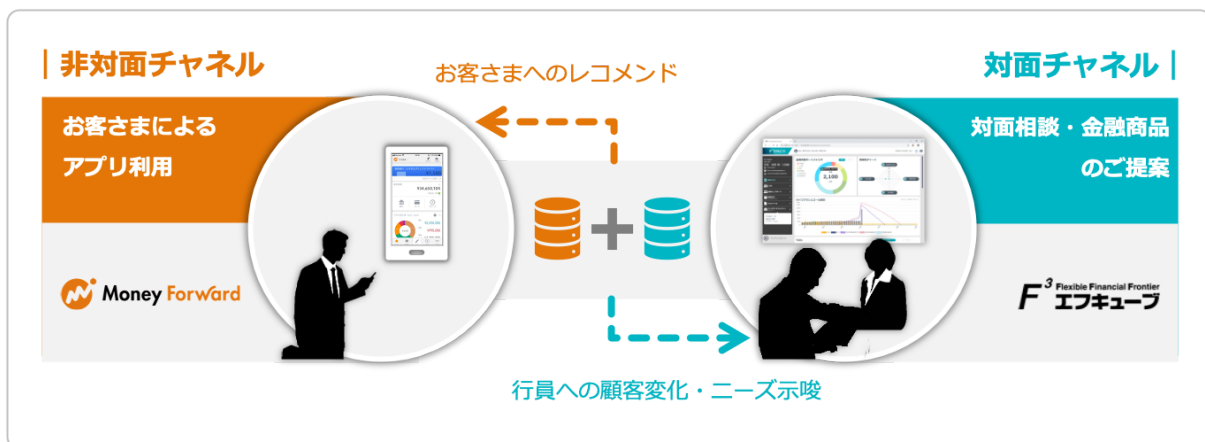 非対面チャネル
お客さまへのレコメンド
対面チャネル
お客さまによる
アプリ利用
対面相談・金融商品
のご提案
2,108
Money Forward
F³ Flexible Financial Frontier
エフキューブ
行員への顧客変化・ニーズ示唆